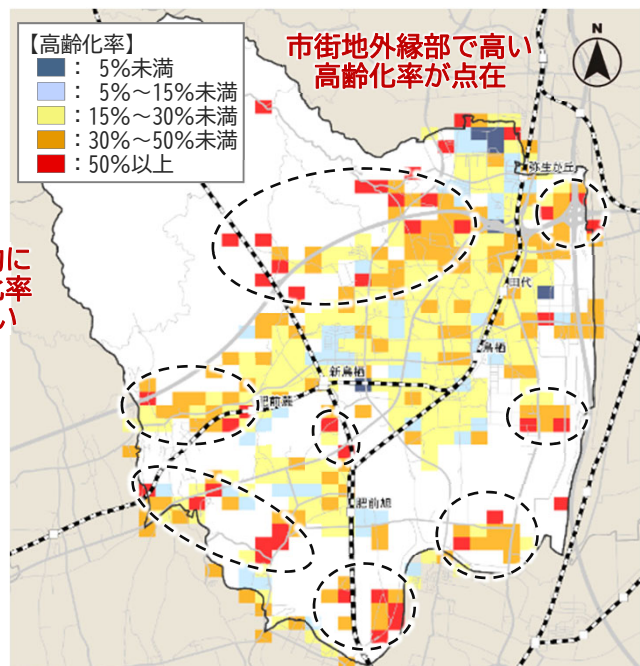 【高齢化率】
： 5%未満
： 5%～15%未満
：15%～30%未満
：30%～50%未満
：50%以上
市街地外縁部で高い
高齢化率が点在
N
弥生が丘
に
化率
い
田代
鳥栖
新鳥栖
肥前麓
肥前旭